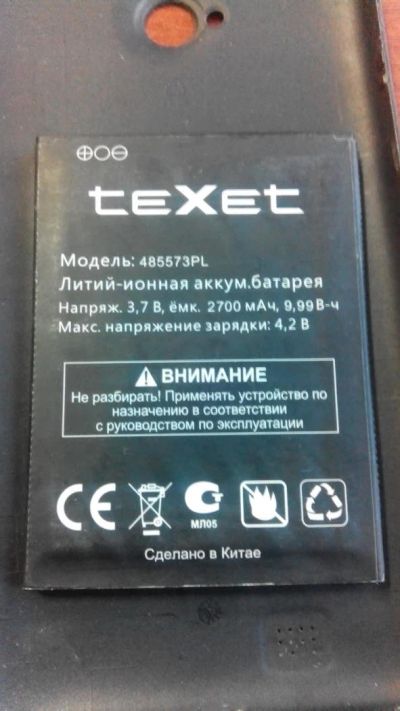 teXet
Модель: 485573PL
Литий-ионная аккум.батарея
Напряж. 3,7 В, ёмк. 2700 мАч, 9,99В-ч
Макс. напряжение зарядки: 4,2 В
ВНИМАНИЕ
Не разбирать! Применять устройство по
назначению в соответствии
с руководством по эксплуатации
CE
МЛ05
Сделано в Китае